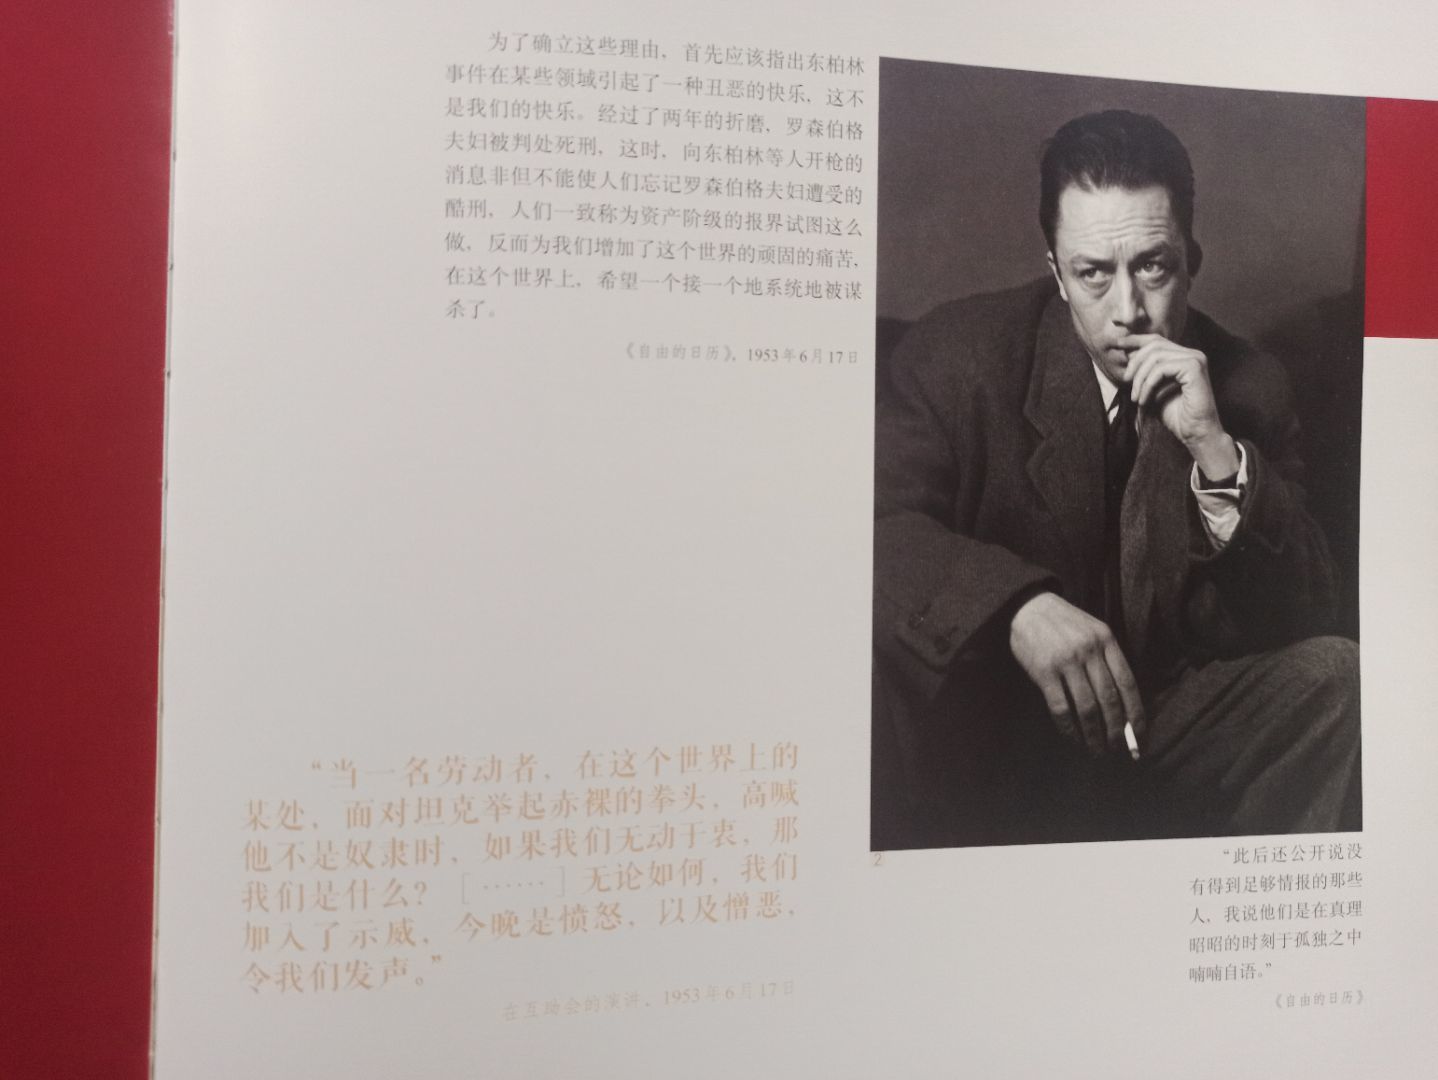 为了确立这些理由，首先应该指出东柏林
事件在某些领域引起了一种丑恶的快乐，这不
是我们的快乐。经过了两年的折磨，罗森伯格
夫妇被判处死刑，这时，向东柏林等人开枪的
消息非但不能使人们忘记罗森伯格夫妇遭受的
酷刑，人们一致称为资产阶级的报界试图这么
做，反而为我们增加了这个世界的顽固的痛苦，
在这个世界上，希望一个接一个地系统地被谋
杀了。
《自由的日历》，1953年6月17日
“当一名劳动者，在这个世界上的
某处，面对坦克举起赤裸的拳头，高喊
他不是奴隶时，如果我们无动于衷，那
我们是什么？［……］无论如何，我们
加入了示威，今晚是愤怒，以及憎恶，
令我们发声。”
在互助会的演讲，1953年6月17日
2
“此后还公开说没
有得到足够情报的那些
人，我说他们是在真理
昭昭的时刻于孤独之中
喃喃自语。”
《自由的日历》